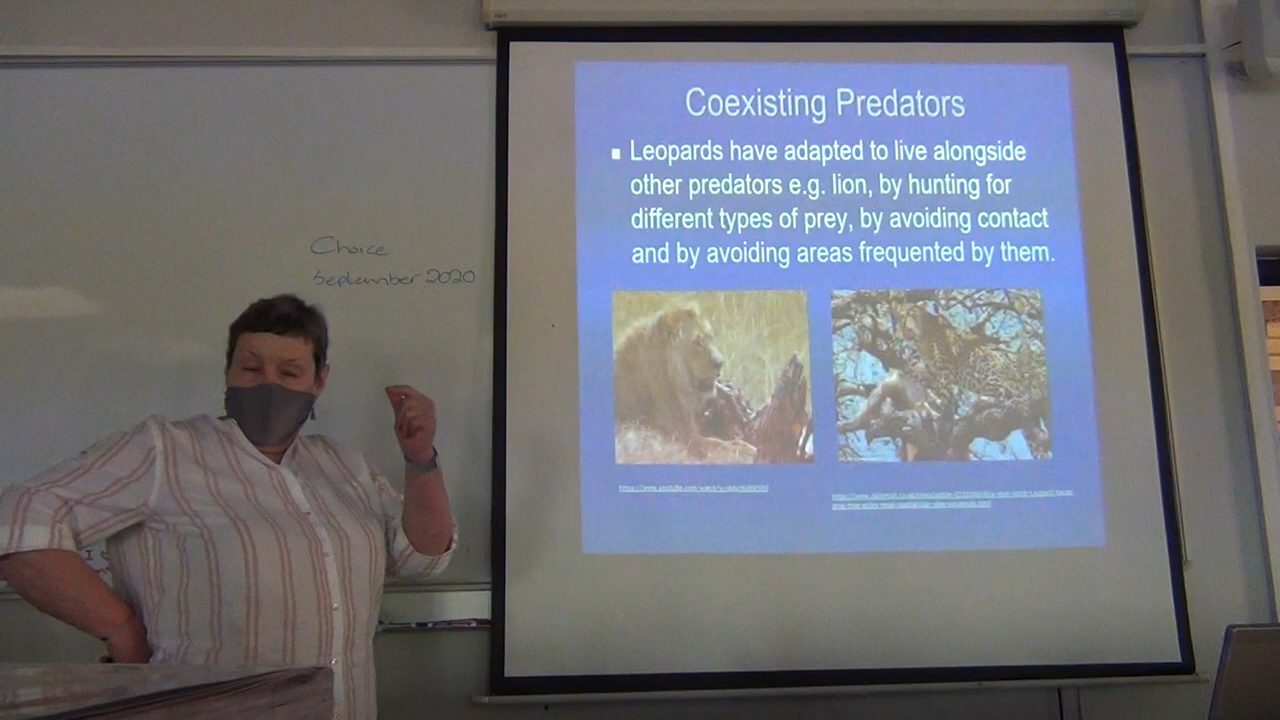 Choice
September 2020
Coexisting Predators
Leopards have adapted to live alongside
other predators e.g. lion, by hunting for
different types of prey, by avoiding contact
and by avoiding areas frequented by them.